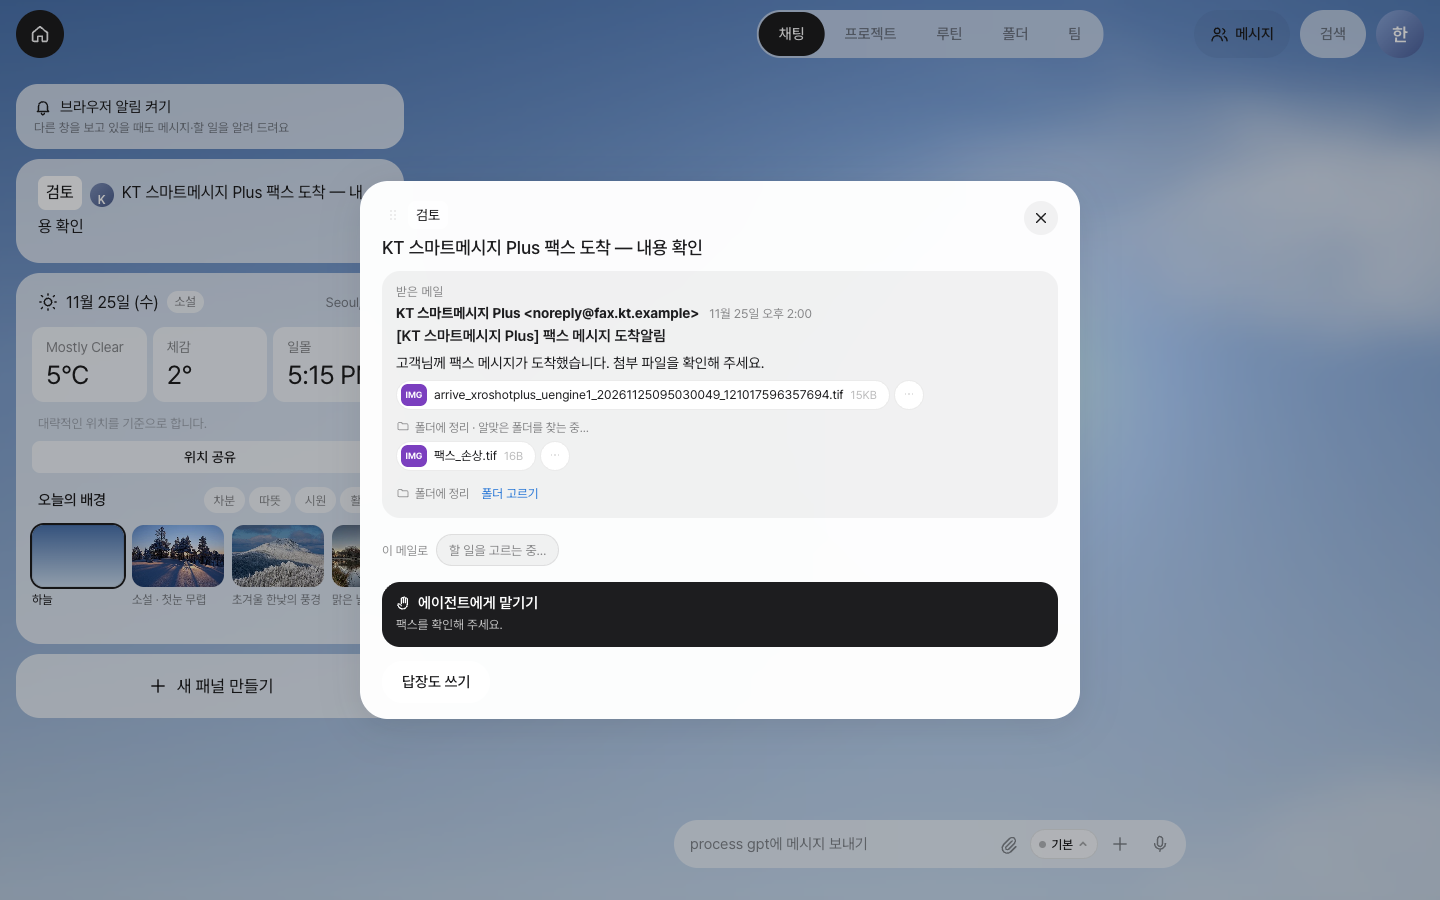 채팅
프로젝트
루틴
폴더
팀
메시지
검색
한
브라우저 알림 켜기
다른 창을 보고 있을 때도 메시지·할 일을 알려 드려요
검토 K KT 스마트메시지 Plus 팩스 도착 — 내
용 확인
11월 25일 (수) 소설 Seoul,
Mostly Clear
5°C
체감
2°
일몰
5:15 PM
대략적인 위치를 기준으로 합니다.
위치 공유
오늘의 배경 차분 따뜻 시원
하늘
소설 · 첫눈 무렵
초겨울 한낮의 풍경
맑은
새 패널 만들기
검토
KT 스마트메시지 Plus 팩스 도착 — 내용 확인
받은 메일
KT 스마트메시지 Plus <noreply@fax.kt.example> 11월 25일 오후 2:00
[KT 스마트메시지 Plus] 팩스 메시지 도착알림
고객님께 팩스 메시지가 도착했습니다. 첨부 파일을 확인해 주세요.
IMG arrive_xroshotplus_uengine1_20261125095030049_121017596357694.tif 15KB ...
폴더에 정리 · 알맞은 폴더를 찾는 중...
IMG 팩스_손상.tif 16B ...
폴더에 정리 폴더 고르기
이 메일로 할 일을 고르는 중...
에이전트에게 맡기기
팩스를 확인해 주세요.
답장도 쓰기
process gpt에 메시지 보내기
기본